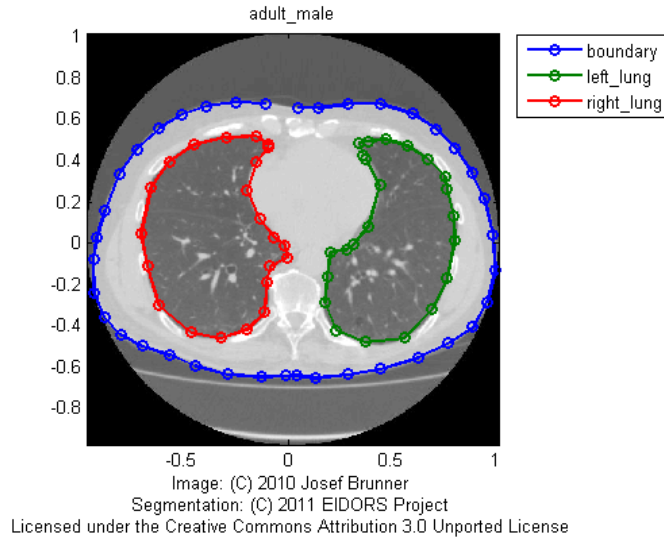 adult_male
1
0.8
0.6
0.4
0.2
0
-0.2
-0.4
-0.6
-0.8
-0.5
0
0.5
1
boundary
left_lung
right_lung
Image: (C) 2010 Josef Brunner
Segmentation: (C) 2011 EIDORS Project
Licensed under the Creative Commons Attribution 3.0 Unported License